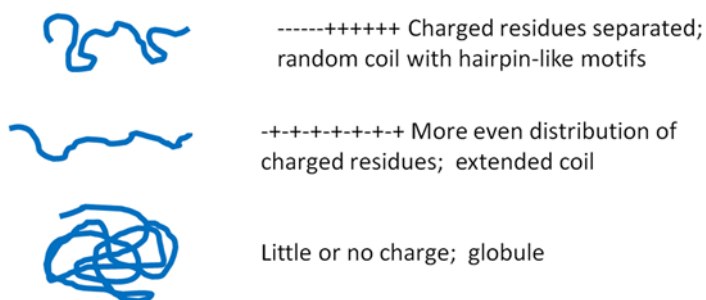 ------++++++ Charged residues separated;
random coil with hairpin-like motifs
-+-+-+-+-+-+-+ More even distribution of
charged residues;  extended coil
Little or no charge;  globule